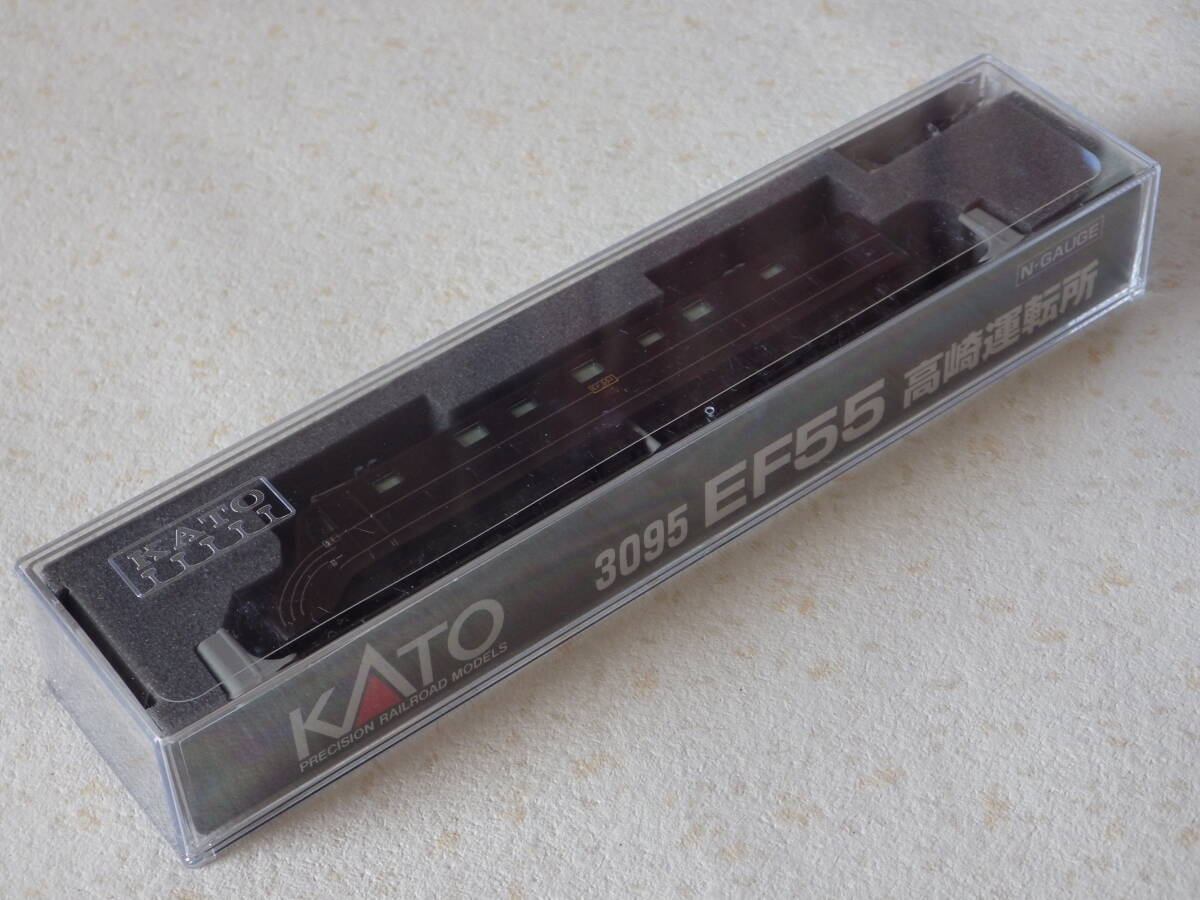 KATO
N-GAUGE
3095 EF55 高崎運転所
KATO
PRECISION RAILROAD MODELS